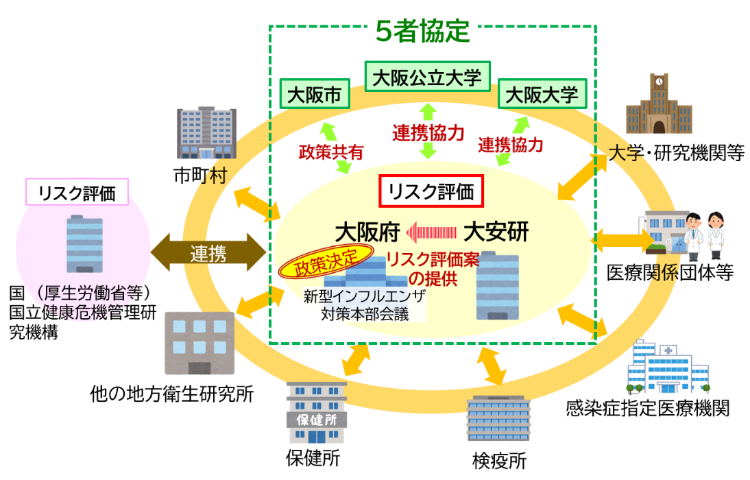 5者協定
大阪市
大阪公立大学
大阪大学
政策共有
連携協力
連携協力
市町村
大学・研究機関等
リスク評価
リスク評価
大阪府
大安研
連携
政策決定
リスク評価案
の提供
新型インフルエンザ
対策本部会議
医療関係団体等
国（厚生労働省等）
国立健康危機管理研
究機構
他の地方衛生研究所
保健所
保健所
検疫所
感染症指定医療機関